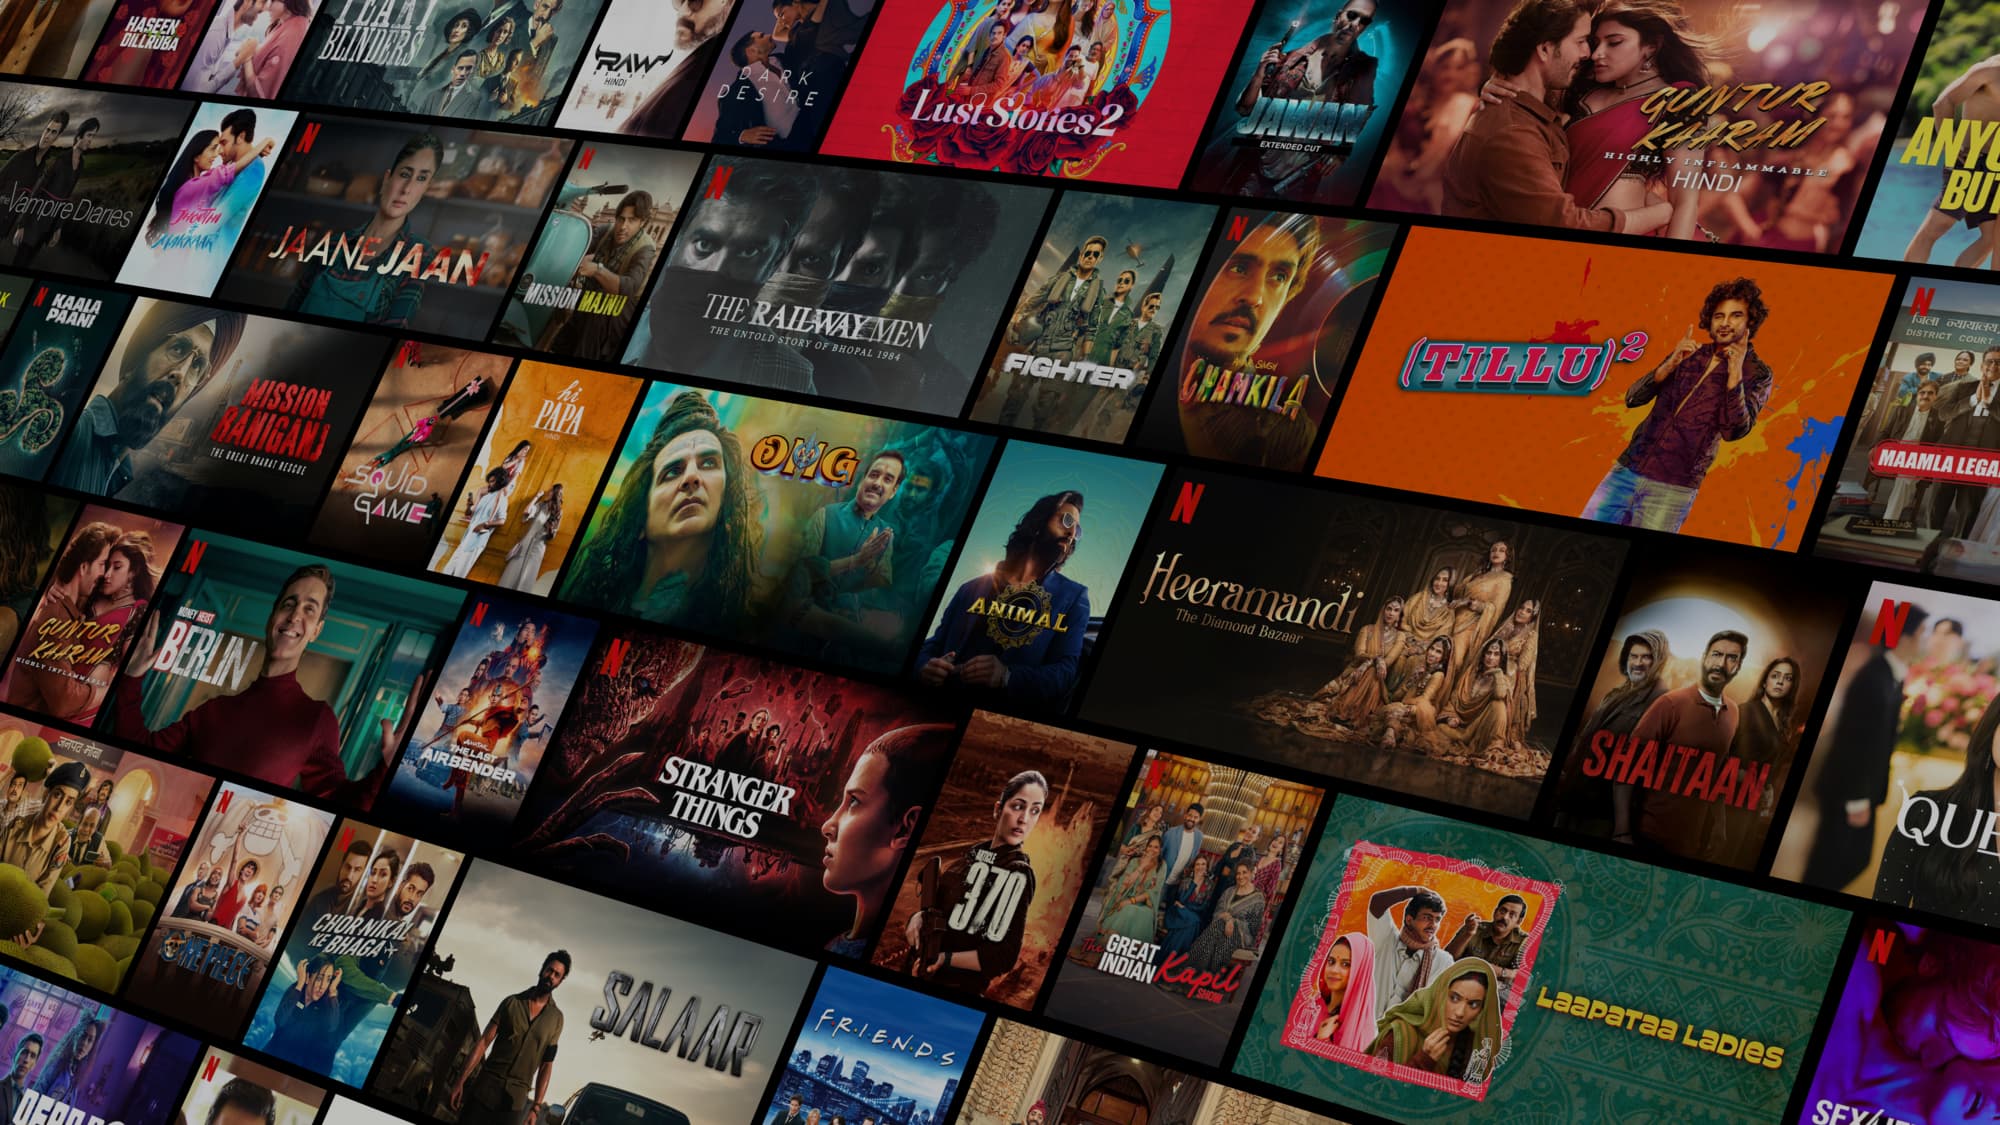 HASEEN
DILLRUBA
PEAKY
BLINDERS
RAW
HINDI
DARK
DESIRE
Lust Stories 2
JAWAN
EXTENDED CUT
GUNTUR
KAARAM
HIGHLY INFLAMMABLE
HINDI
ANYO
BUT
the Vampire Diaries
N
JAANE JAAN
N
MISSION MAJNU
N
THE RAILWAY MEN
THE UNTOLD STORY OF BHOPAL 1984
FIGHTER
N
CHAMKILA
(TILLU)²
N
जिला न्यायालय,
DISTRICT COURT
MAAMLA LEGA
K
N
KAALA
PAANI
MISSION
RANIGANJ
THE GREAT BHARAT RESCUE
N
SQUID
GAME
hi
PAPA
HINDI
OMG
2
ANIMAL
N
Heeramandi
The Diamond Bazaar
SHAITAAN
N
QUE
GUNTUR
KAARAM
HIGHLY INFLAMMABLE
N
MONEY HEIST
BERLIN
N
AVATAR
THE LAST
AIRBENDER
N
STRANGER
THINGS
ARTICLE
370
N
The
GREAT
INDIAN Kapil
SHOW
Laapataa Ladies
N
जनपद मोबा
N
ONE PIECE
N
CHOR NIKAL
KE BHAGA
SALAAR
F·R·I·E·N·D·S
N
SEX/LIFE